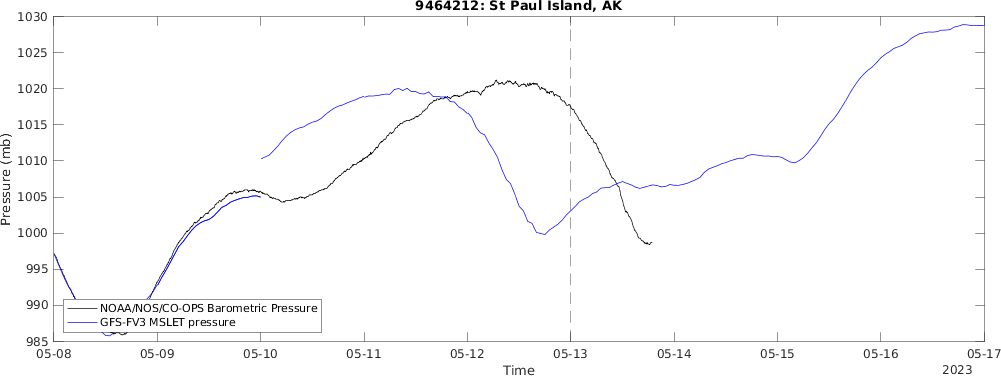 9464212: St Paul Island, AK
Pressure (mb)
1030
1025
1020
1015
1010
1005
1000
995
990
985
NOAA/NOS/CO-OPS Barometric Pressure
GFS-FV3 MSLET pressure
05-08 05-09 05-10 05-11 05-12 05-13 05-14 05-15 05-16 05-17
Time
2023